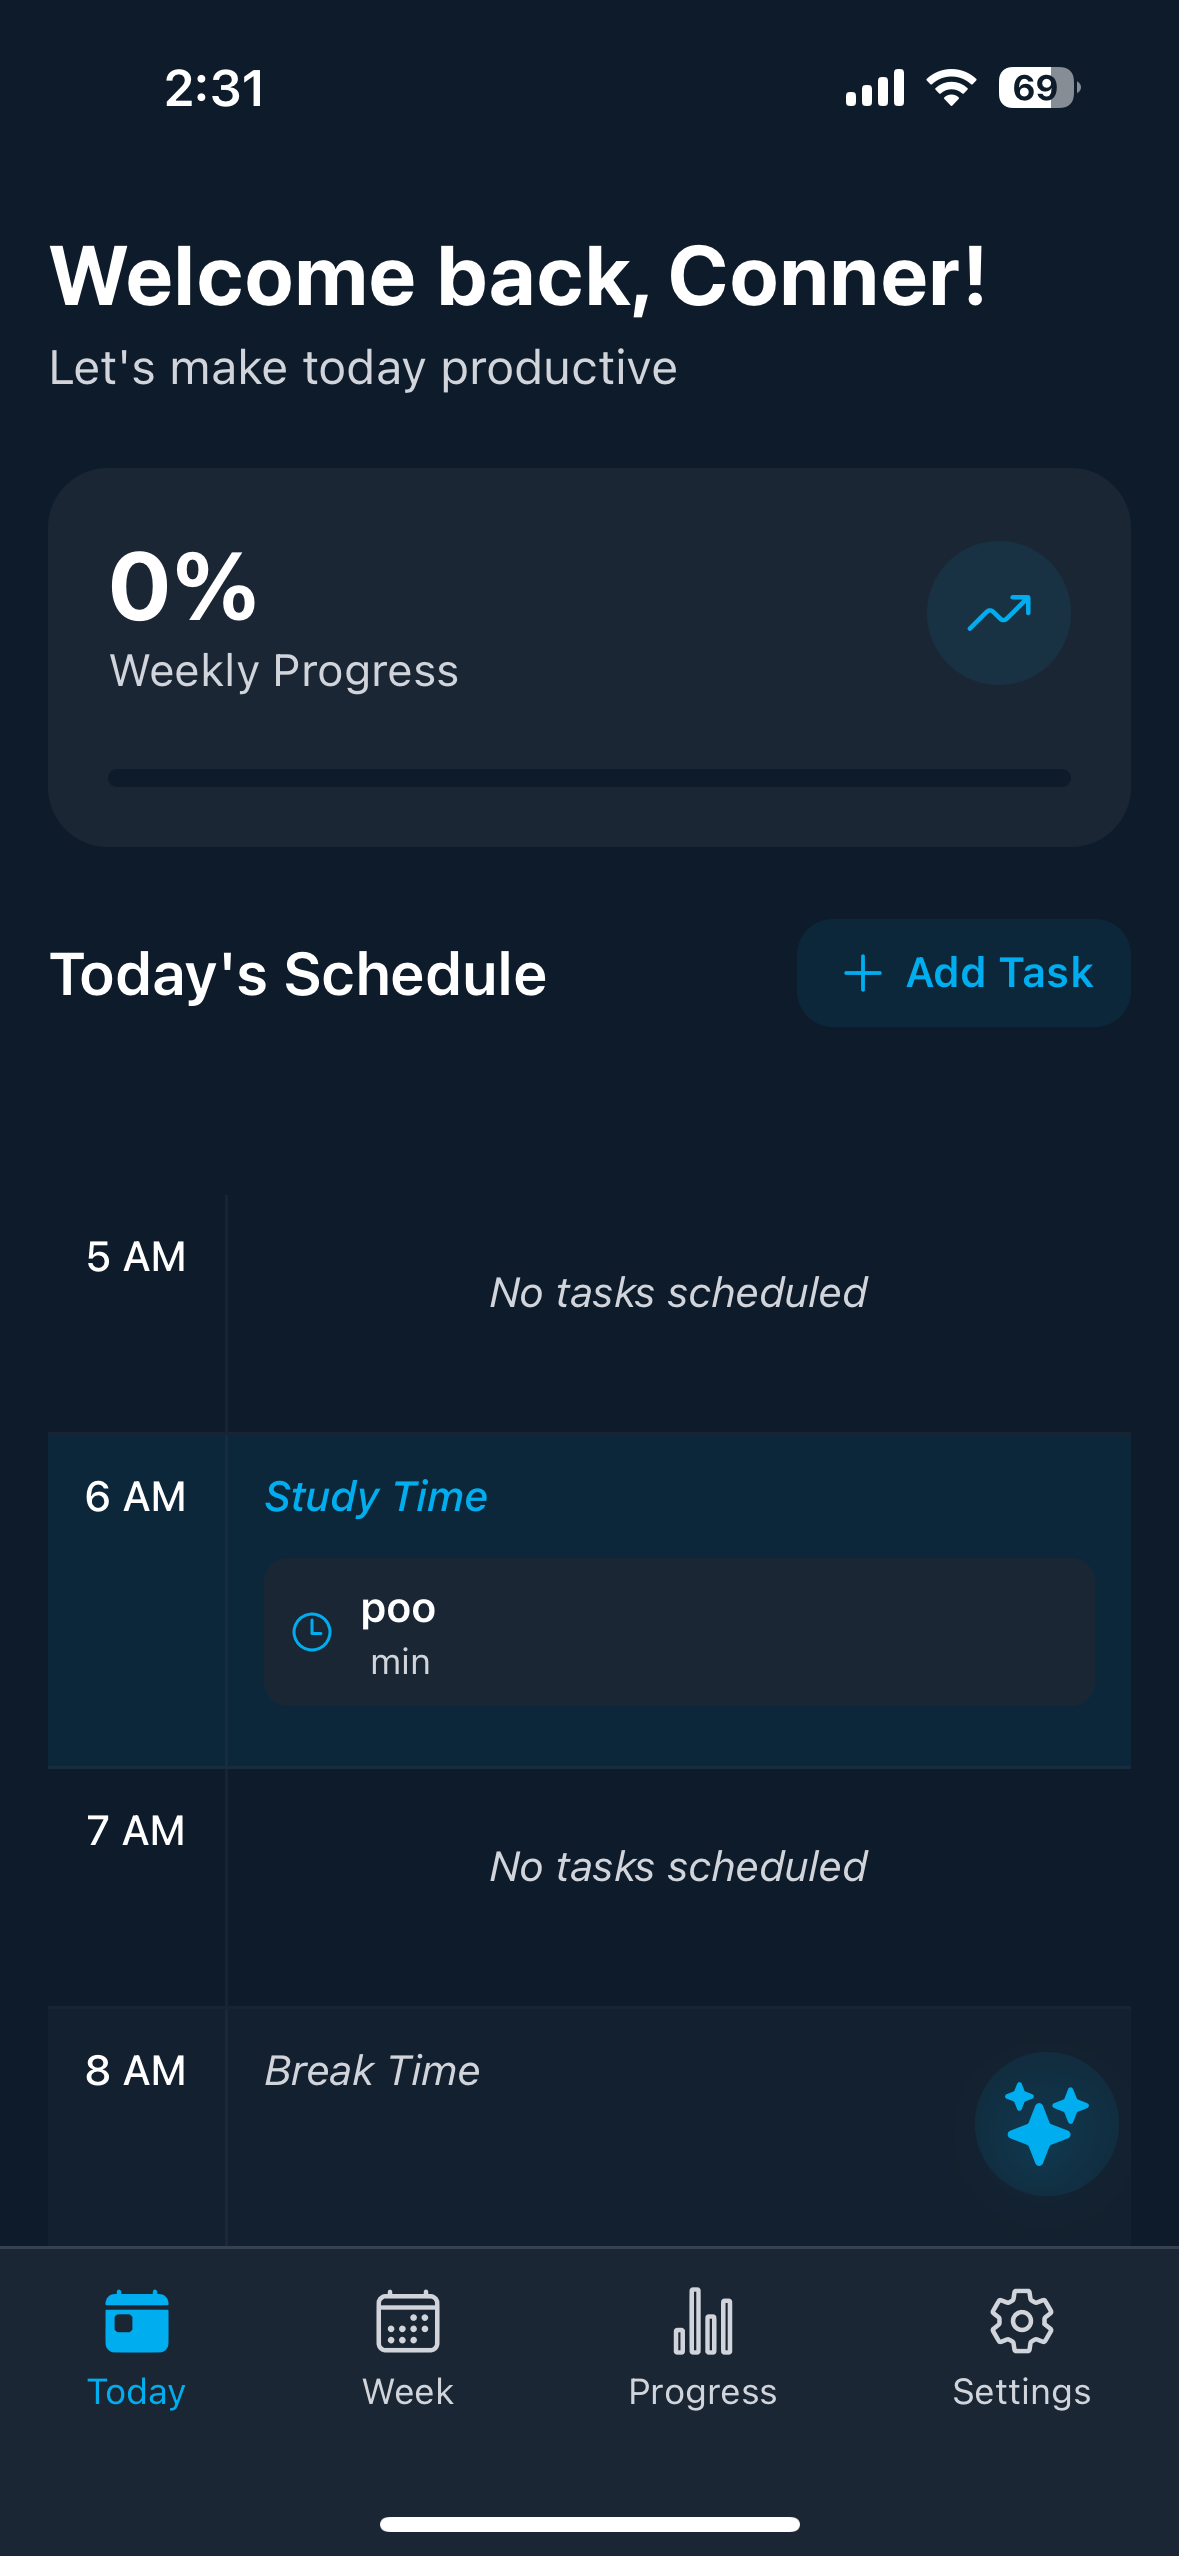 2:31
69
Welcome back, Conner!
Let's make today productive
0%
Weekly Progress
Today's Schedule
+ Add Task
5 AM
No tasks scheduled
6 AM
Study Time
poo
min
7 AM
No tasks scheduled
8 AM
Break Time
Today
Week
Progress
Settings